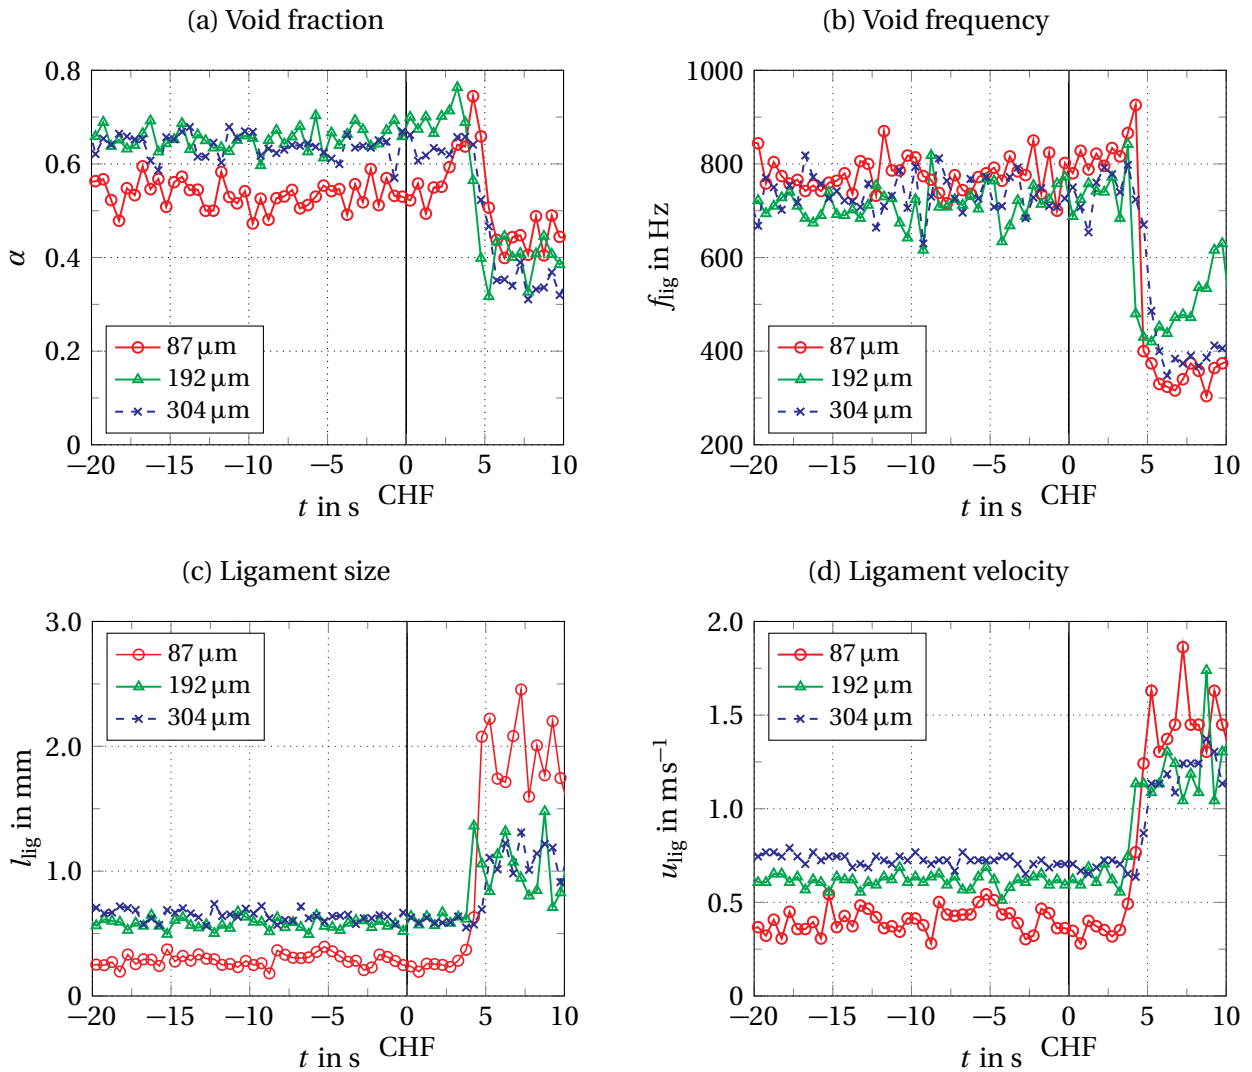 (a) Void fraction
0.8
0.6
0.4
0.2
0
α
87 μm
192 μm
304 μm
−20
−15
−10
−5
0
5
10
CHF
t in s
(b) Void frequency
1000
800
600
400
200
f_lig in Hz
87 μm
192 μm
304 μm
−20
−15
−10
−5
0
5
10
CHF
t in s
(c) Ligament size
3.0
2.0
1.0
0
l_lig in mm
87 μm
192 μm
304 μm
−20
−15
−10
−5
0
5
10
CHF
t in s
(d) Ligament velocity
2.0
1.5
1.0
0.5
0
u_lig in m s⁻¹
87 μm
192 μm
304 μm
−20
−15
−10
−5
0
5
10
CHF
t in s